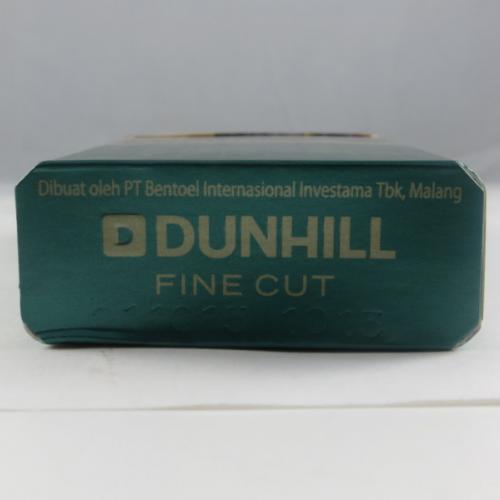 Dibuat oleh PT Bentoel Internasional Investama Tbk, Malang
DUNHILL
FINE CUT